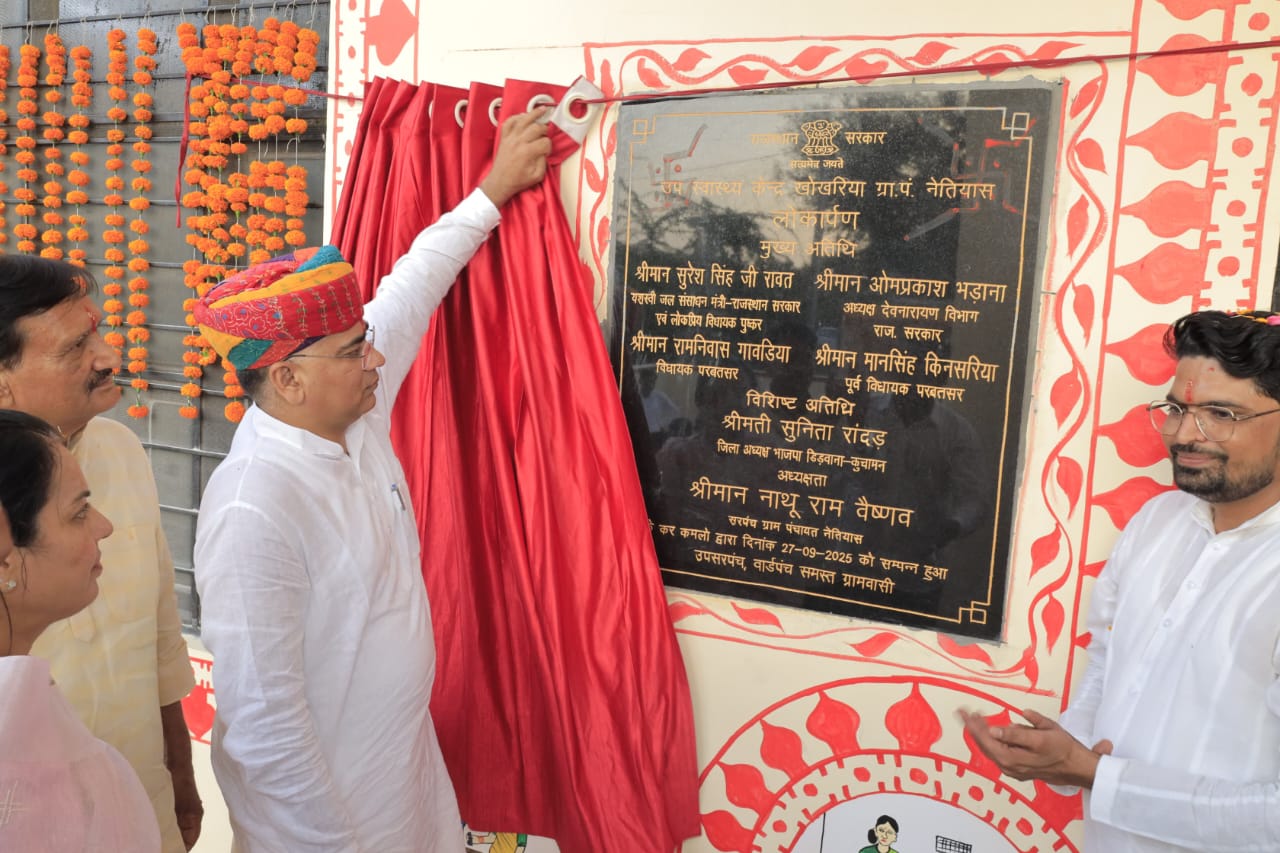 राजस्थान सरकार
सत्यमेव जयते
उप स्वास्थ्य केन्द्र खोखरिया ग्रा.पं. नेतियास
लोकार्पण
मुख्य अतिथि
श्रीमान सुरेश सिंह जी रावत श्रीमान ओमप्रकाश भड़ाना
यशस्वी जल संसाधन मंत्री-राजस्थान सरकार अध्यक्ष देवनारायण विभाग
एवं लोकप्रिय विधायक पुष्कर राज. सरकार
श्रीमान रामनिवास गावडिया श्रीमान मानसिंह किनसरिया
विधायक परबतसर पूर्व विधायक परबतसर
विशिष्ट अतिथि
श्रीमती सुनिता रांदड़
जिला अध्यक्ष भाजपा डिड़वाना-कुचामन
अध्यक्षता
श्रीमान नाथू राम वैष्णव
सरपंच ग्राम पंचायत नेतियास
के कर कमलो द्वारा दिनांक 27-09-2025 को सम्पन्न हुआ
उपसरपंच, वार्डपंच समस्त ग्रामवासी